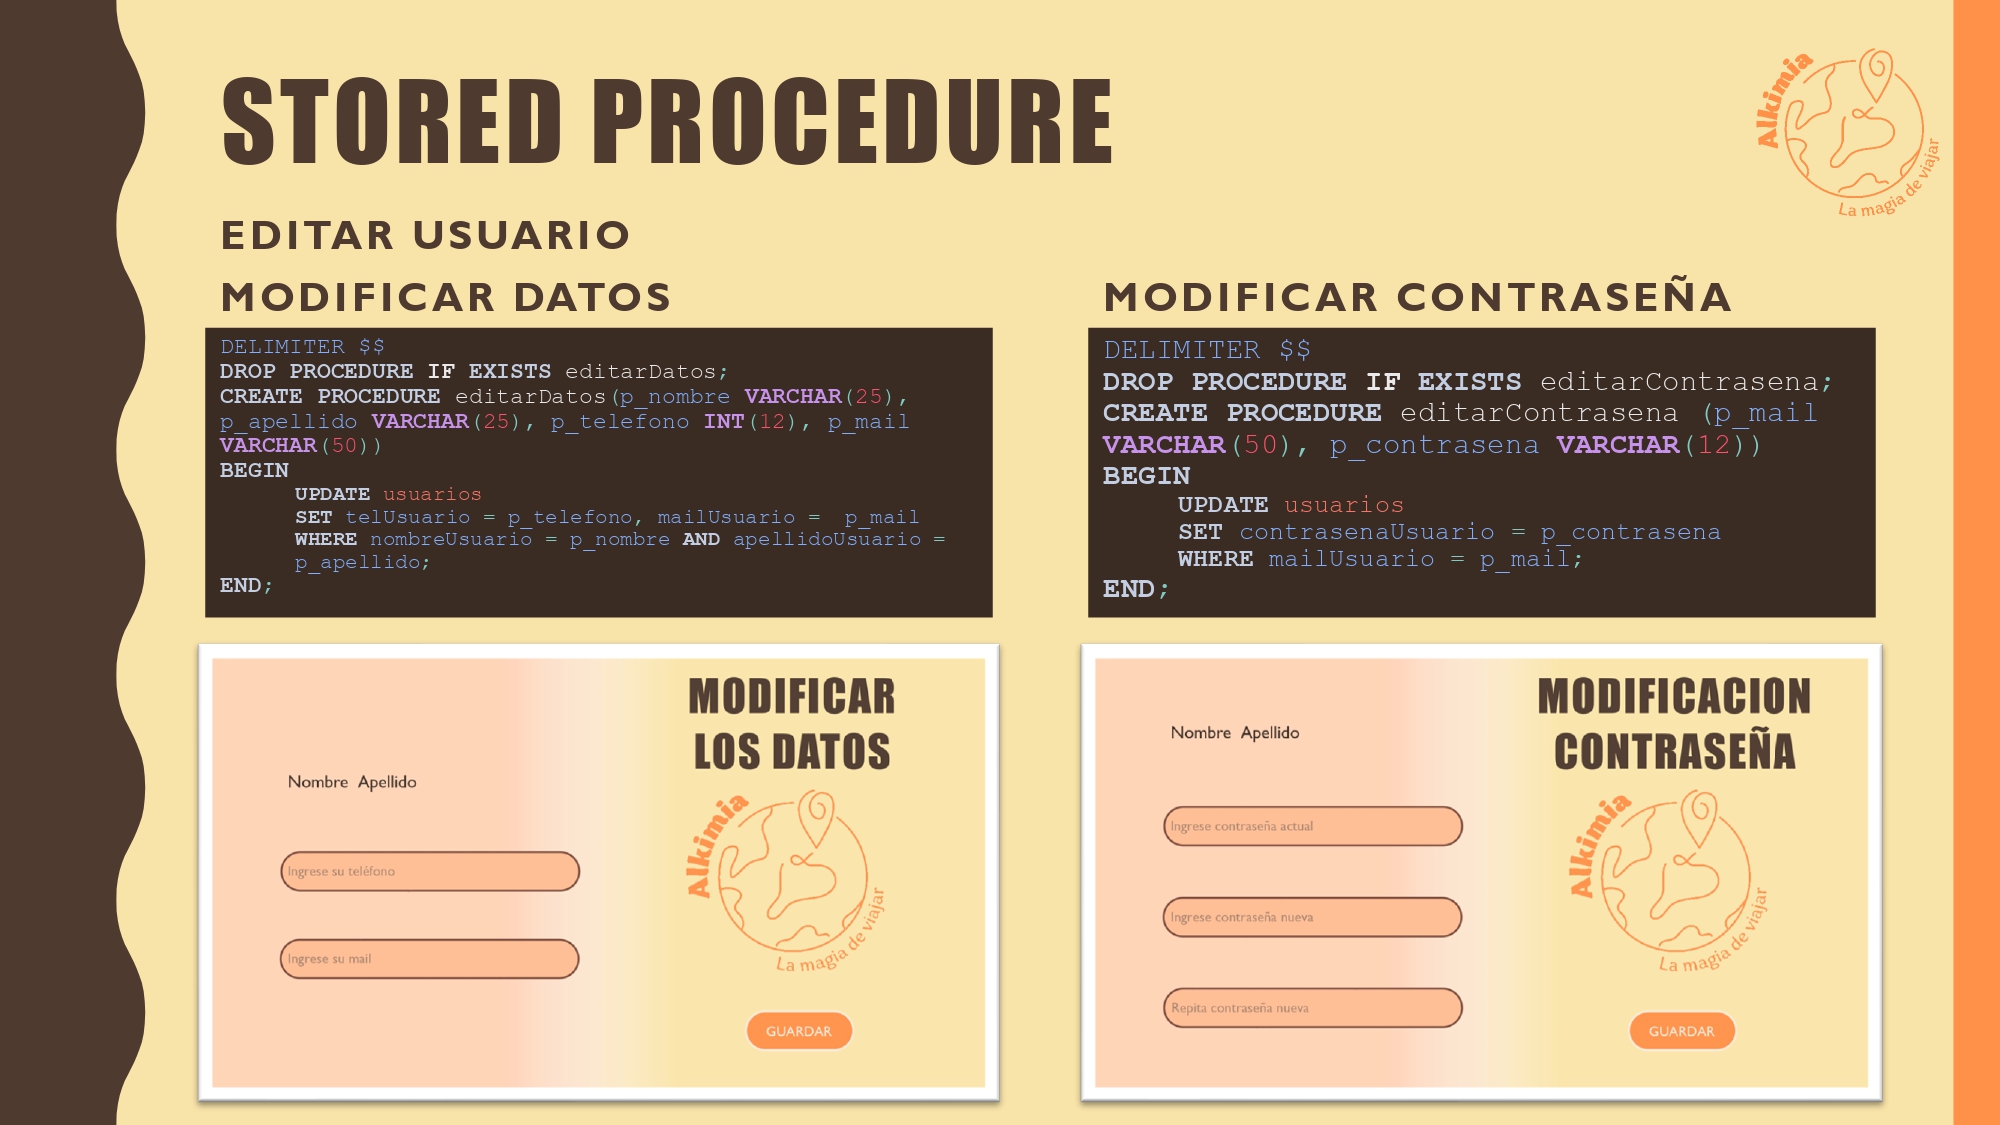 STORED PROCEDURE
Alkimia
La magia de viajar
EDITAR USUARIO
MODIFICAR DATOS
DELIMITER $$
DROP PROCEDURE IF EXISTS editarDatos;
CREATE PROCEDURE editarDatos(p_nombre VARCHAR(25),
p_apellido VARCHAR(25), p_telefono INT(12), p_mail
VARCHAR(50))
BEGIN
UPDATE usuarios
SET telUsuario = p_telefono, mailUsuario =  p_mail
WHERE nombreUsuario = p_nombre AND apellidoUsuario =
p_apellido;
END;
MODIFICAR CONTRASEÑA
DELIMITER $$
DROP PROCEDURE IF EXISTS editarContrasena;
CREATE PROCEDURE editarContrasena (p_mail
VARCHAR(50), p_contrasena VARCHAR(12))
BEGIN
UPDATE usuarios
SET contrasenaUsuario = p_contrasena
WHERE mailUsuario = p_mail;
END;
MODIFICAR
LOS DATOS
Nombre Apellido
Ingrese su teléfono
Ingrese su mail
Alkimia
La magia de viajar
GUARDAR
MODIFICACION
CONTRASEÑA
Nombre Apellido
Ingrese contraseña actual
Ingrese contraseña nueva
Repita contraseña nueva
Alkimia
La magia de viajar
GUARDAR